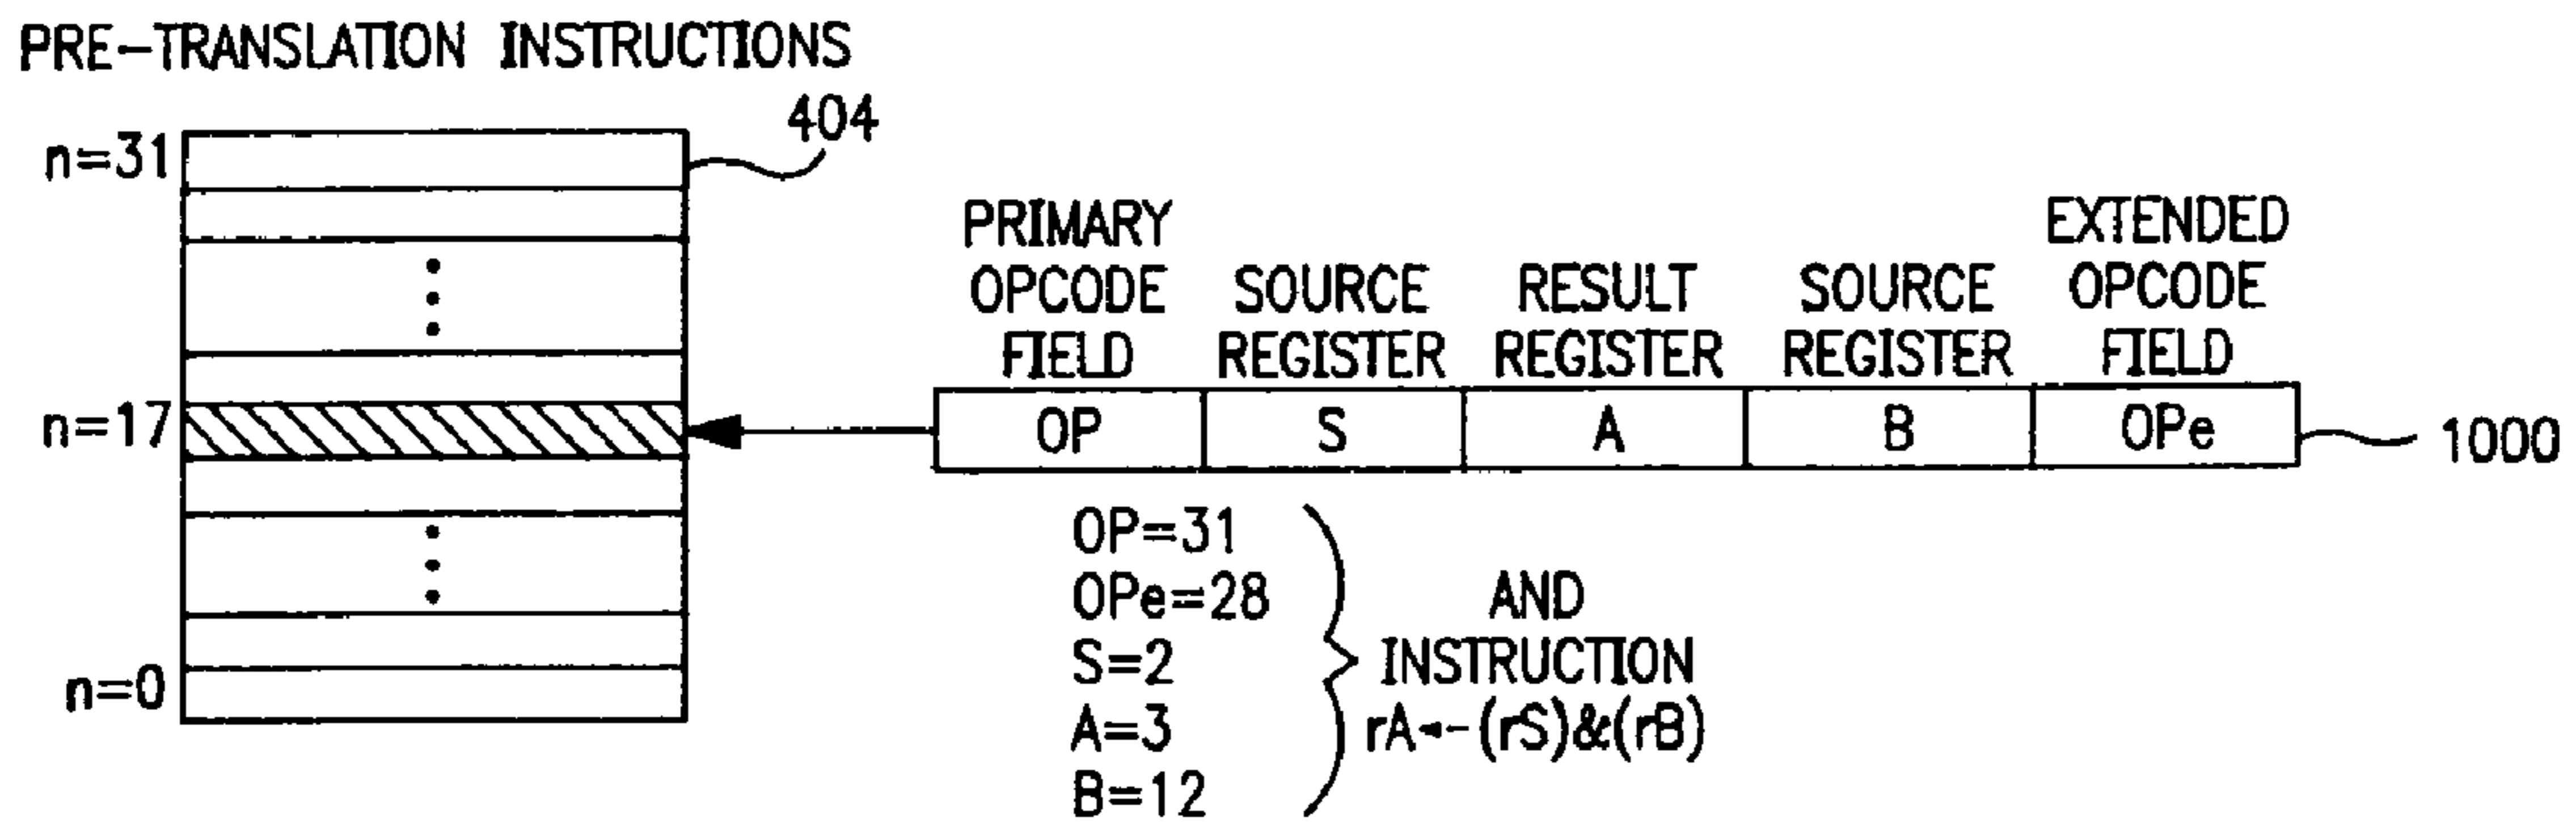 PRE-TRANSLATION INSTRUCTIONS
404
n=31
n=17
n=0
PRIMARY
OPCODE
FIELD
SOURCE
REGISTER
RESULT
REGISTER
SOURCE
REGISTER
EXTENDED
OPCODE
FIELD
OP S A B OPe
1000
OP=31
OPe=28
S=2
A=3
B=12
AND
INSTRUCTION
rA←(rS)&(rB)